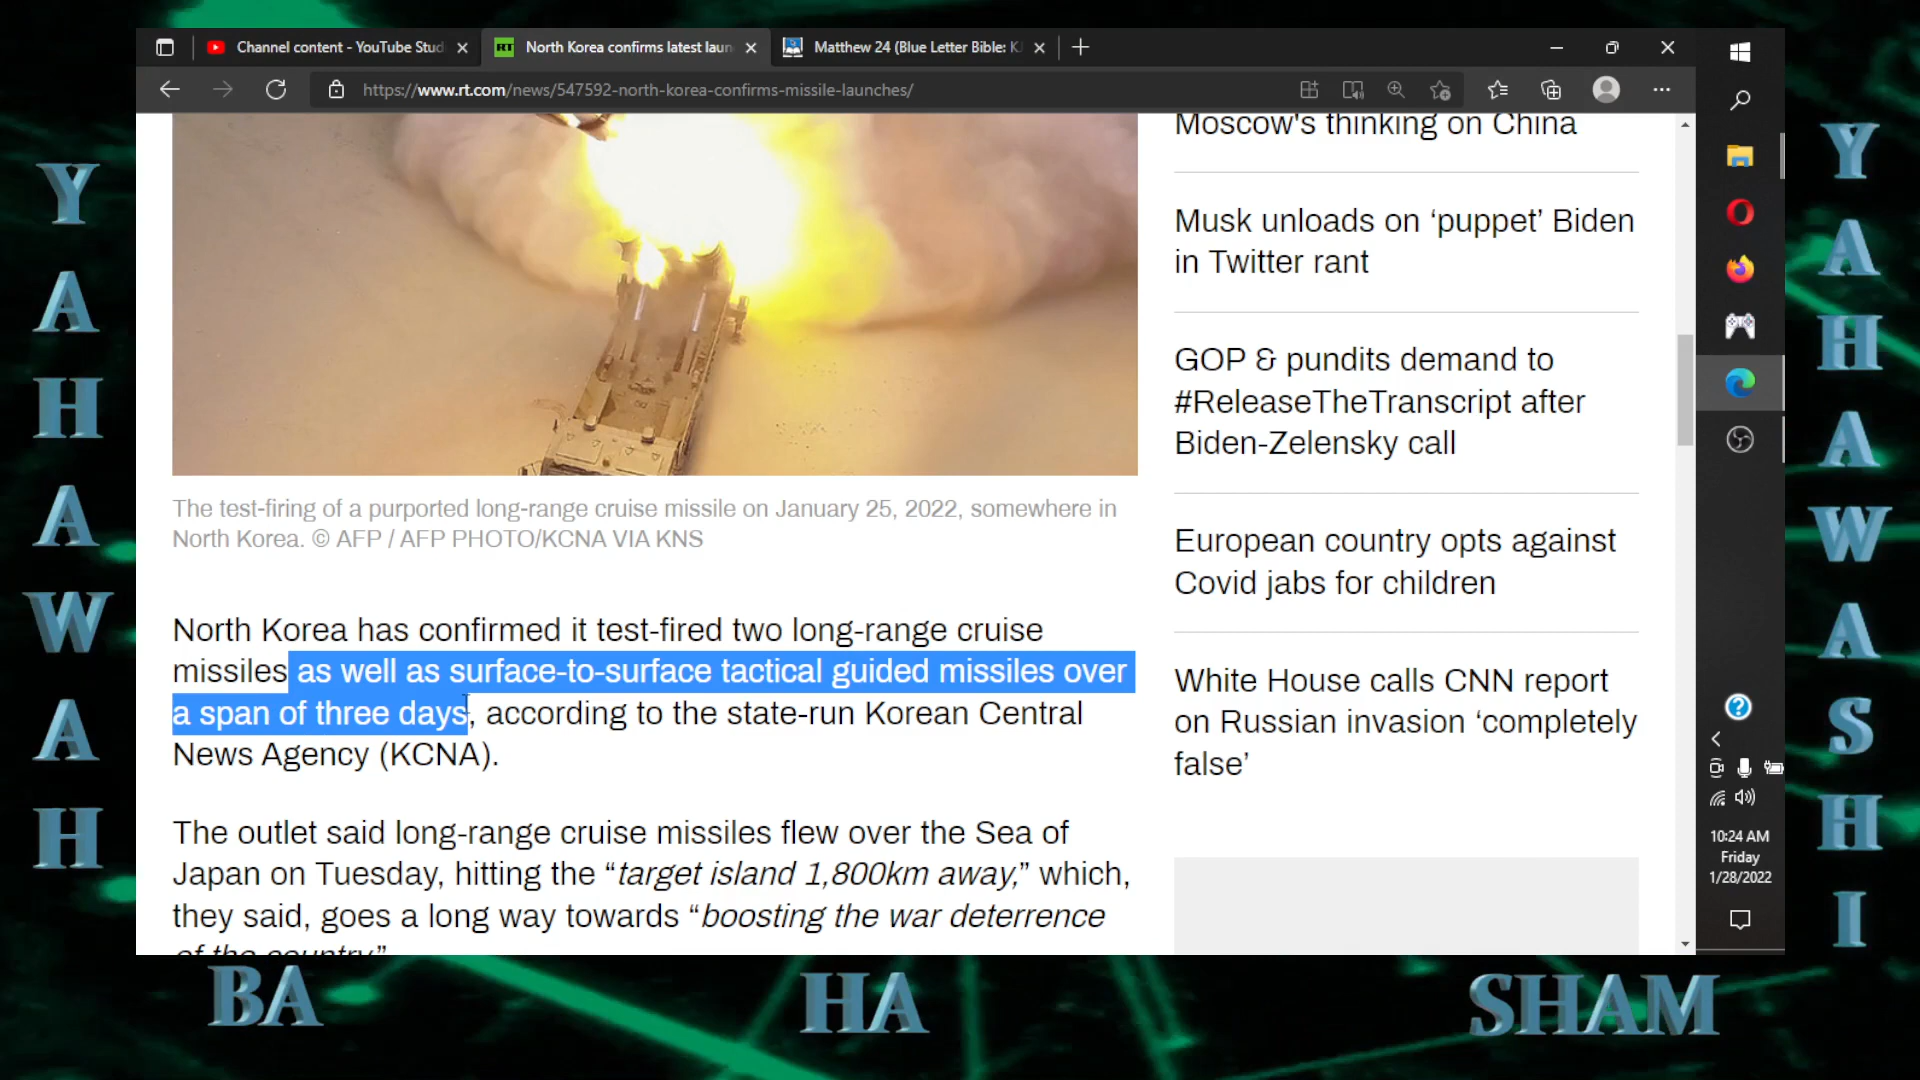 Channel content - YouTube Stud
North Korea confirms latest laun
Matthew 24 (Blue Letter Bible: K
https://www.rt.com/news/547592-north-korea-confirms-missile-launches/
The test-firing of a purported long-range cruise missile on January 25, 2022, somewhere in
North Korea. © AFP / AFP PHOTO/KCNA VIA KNS
North Korea has confirmed it test-fired two long-range cruise
missiles as well as surface-to-surface tactical guided missiles over
a span of three days, according to the state-run Korean Central
News Agency (KCNA).
The outlet said long-range cruise missiles flew over the Sea of
Japan on Tuesday, hitting the “target island 1,800km away,” which,
they said, goes a long way towards “boosting the war deterrence
of the country.”
Moscow's thinking on China
Musk unloads on ‘puppet’ Biden
in Twitter rant
GOP & pundits demand to
#ReleaseTheTranscript after
Biden-Zelensky call
European country opts against
Covid jabs for children
White House calls CNN report
on Russian invasion ‘completely
false’
10:24 AM
Friday
1/28/2022
YAHAWAH
YAHAWASHI
BA HA SHAM
RT